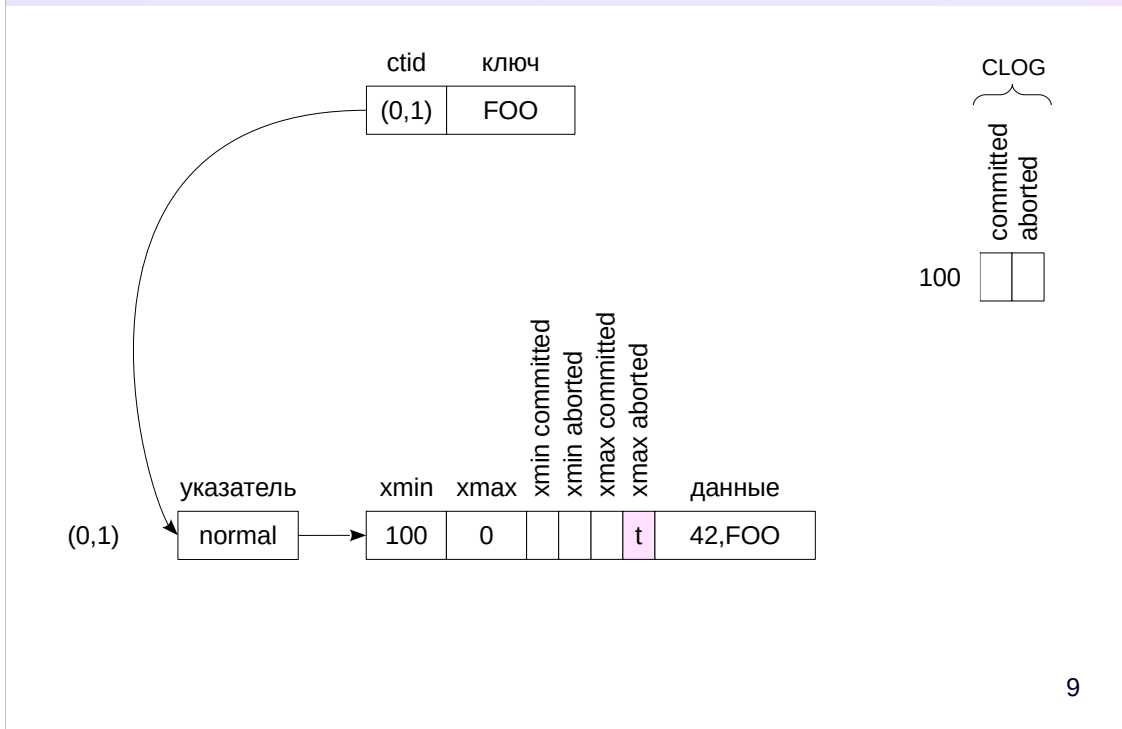 ctid ключ
(0,1) FOO
CLOG
committed
aborted
100
xmin committed
xmin aborted
xmax committed
xmax aborted
указатель xmin xmax данные
(0,1) normal 100 0 t 42,FOO
9